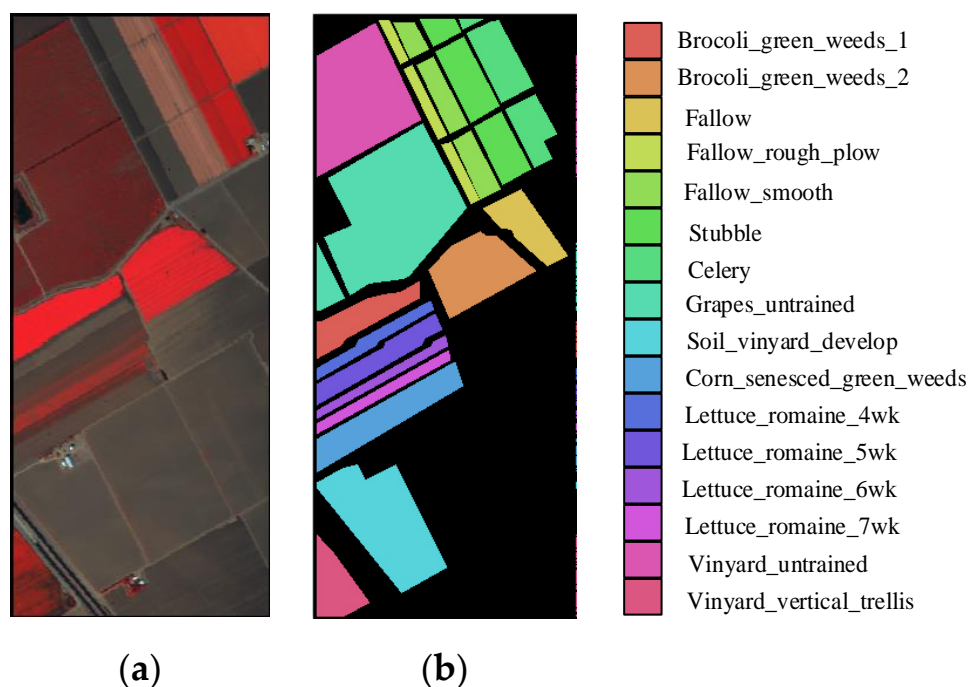 Brocoli_green_weeds_1
Brocoli_green_weeds_2
Fallow
Fallow_rough_plow
Fallow_smooth
Stubble
Celery
Grapes_untrained
Soil_vinyard_develop
Corn_senesced_green_weeds
Lettuce_romaine_4wk
Lettuce_romaine_5wk
Lettuce_romaine_6wk
Lettuce_romaine_7wk
Vinyard_untrained
Vinyard_vertical_trellis
(a) (b)